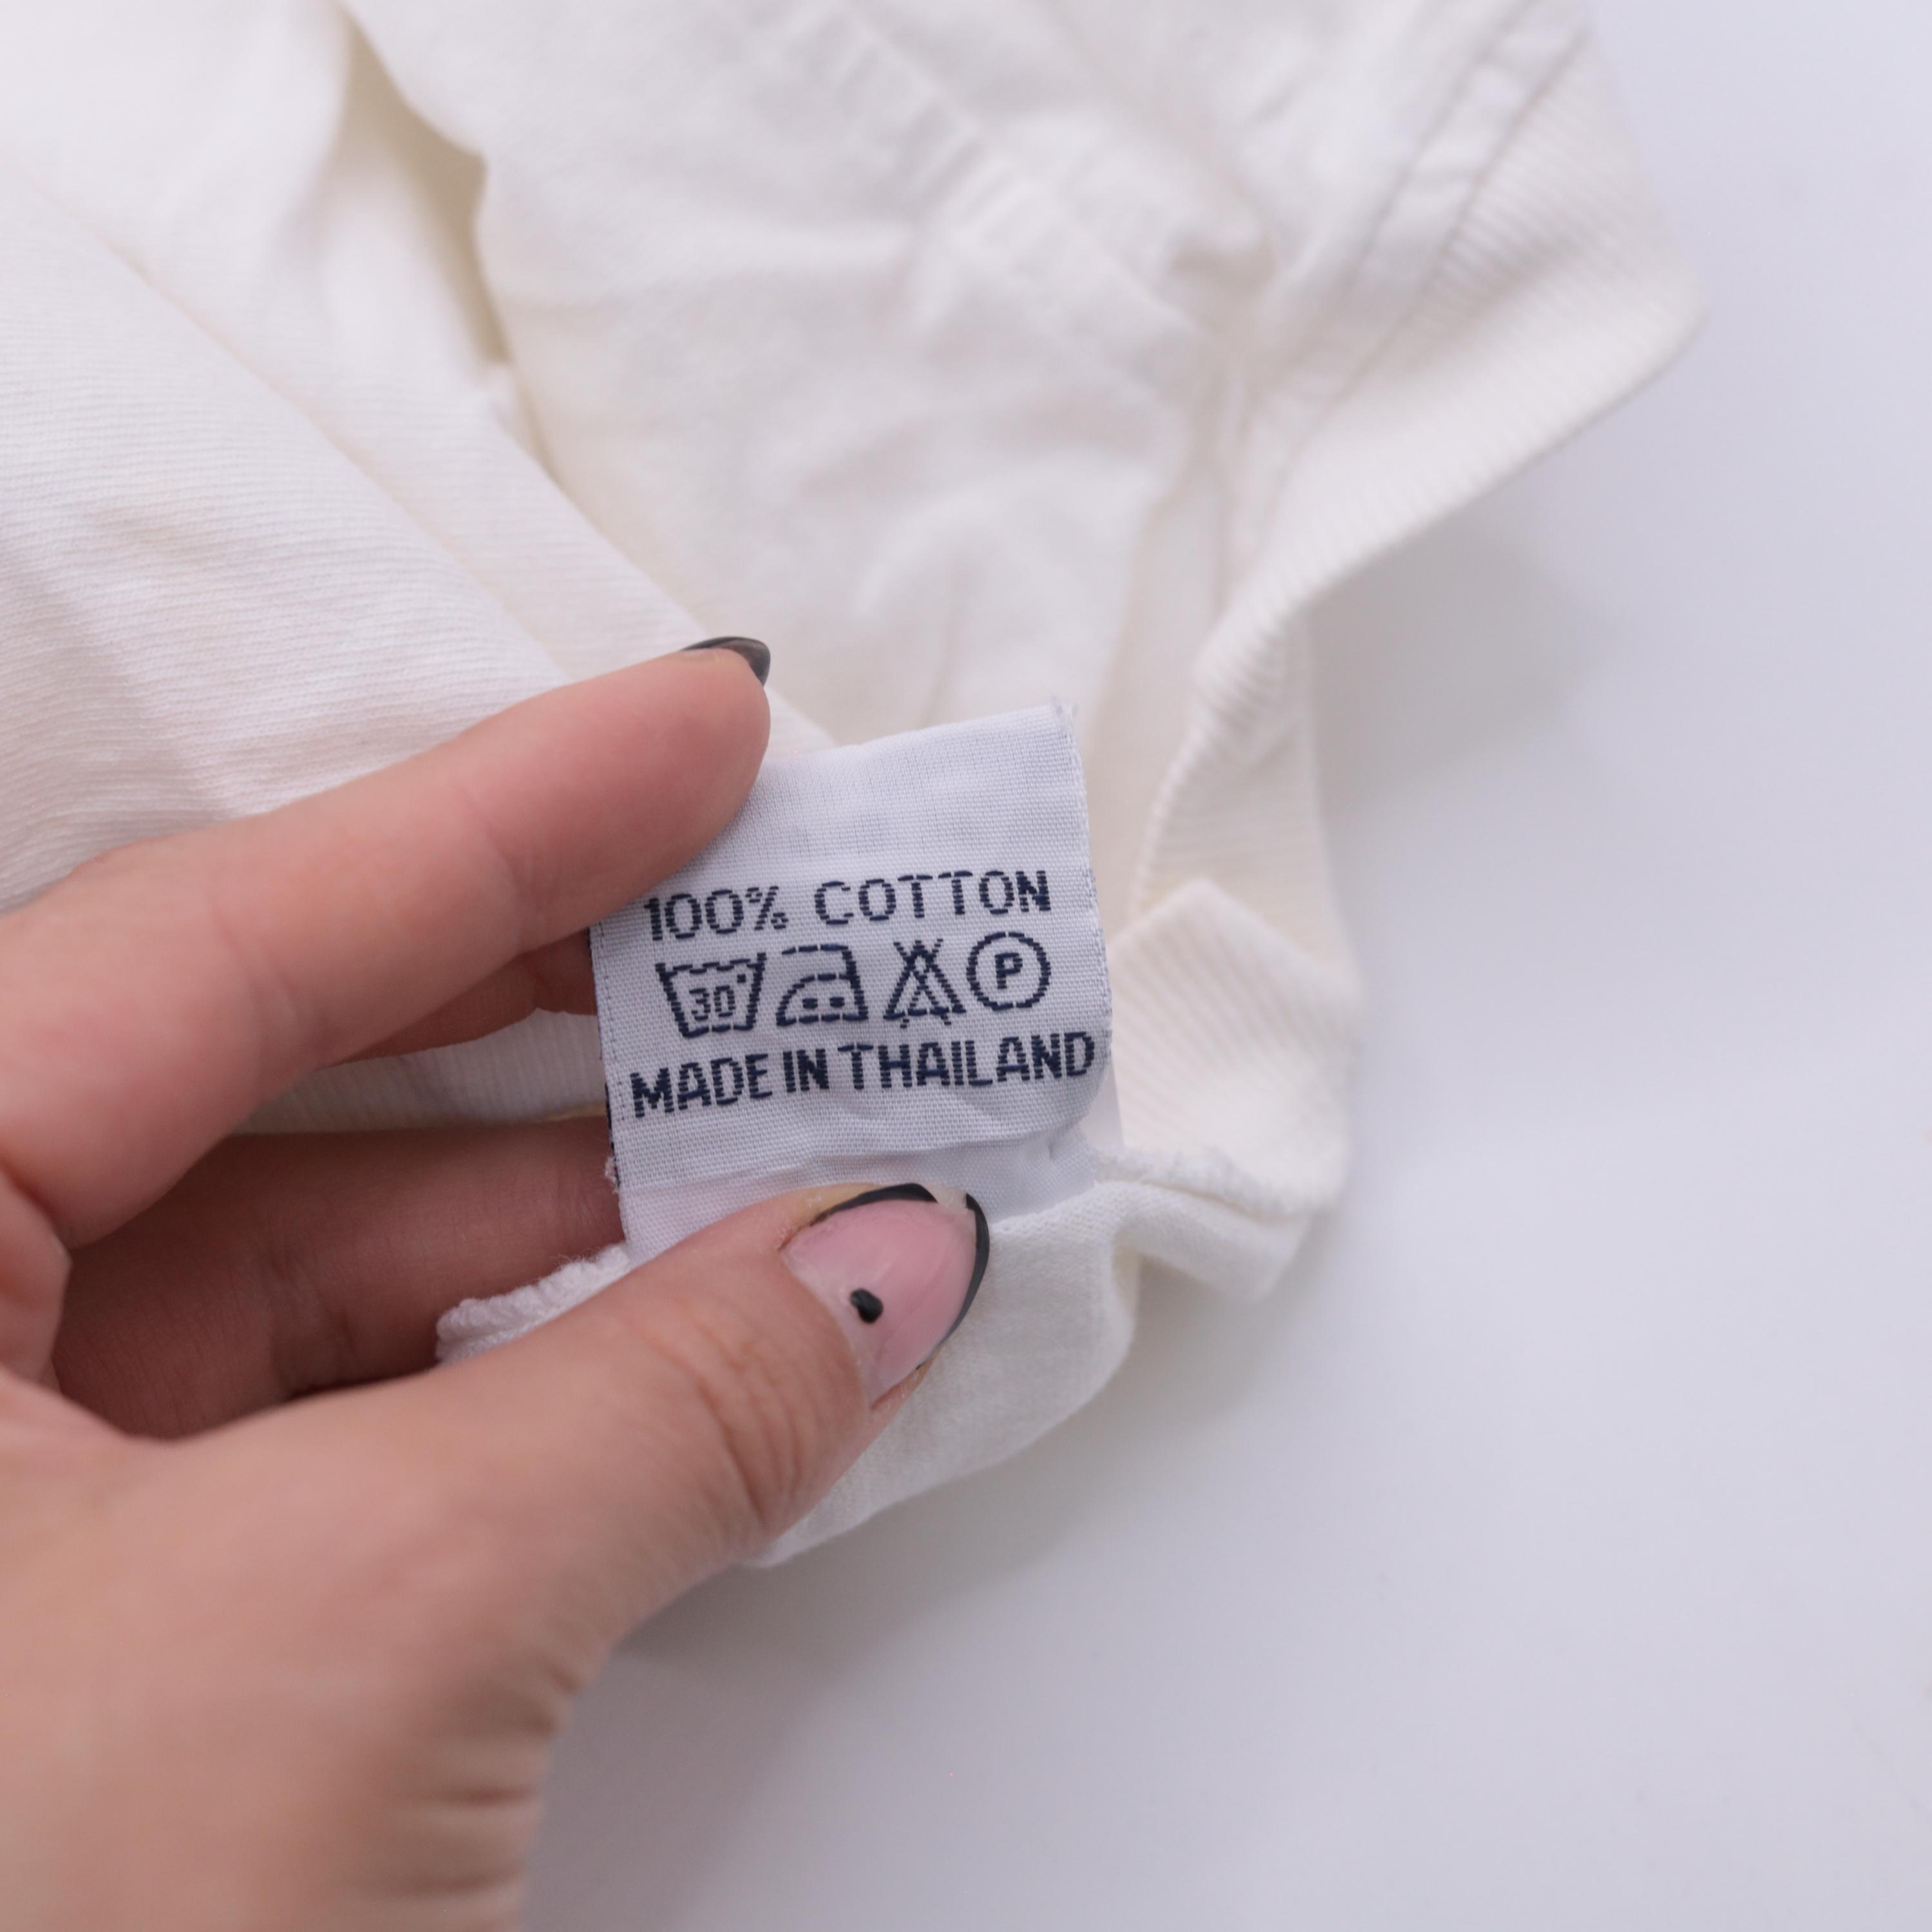 100% COTTON
30° P
MADE IN THAILAND